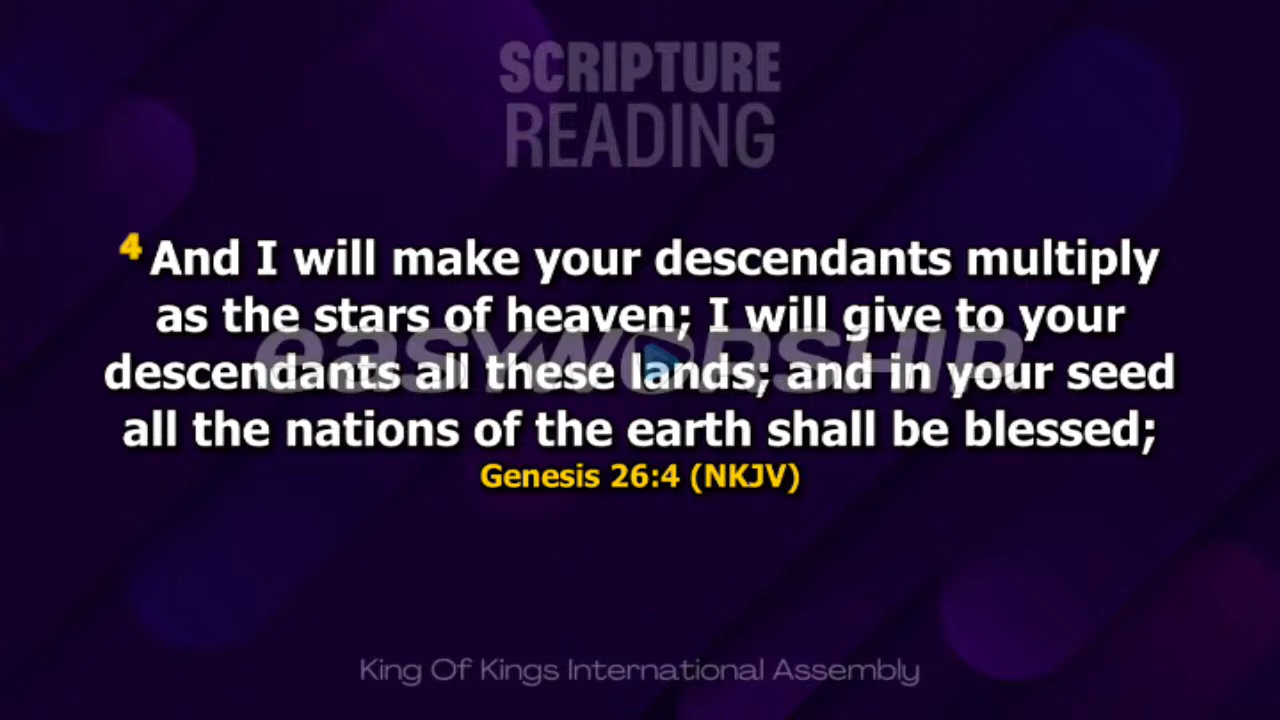 SCRIPTURE
READING
4 And I will make your descendants multiply
as the stars of heaven; I will give to your
descendants all these lands; and in your seed
all the nations of the earth shall be blessed;
Genesis 26:4 (NKJV)
easyworship
King Of Kings International Assembly